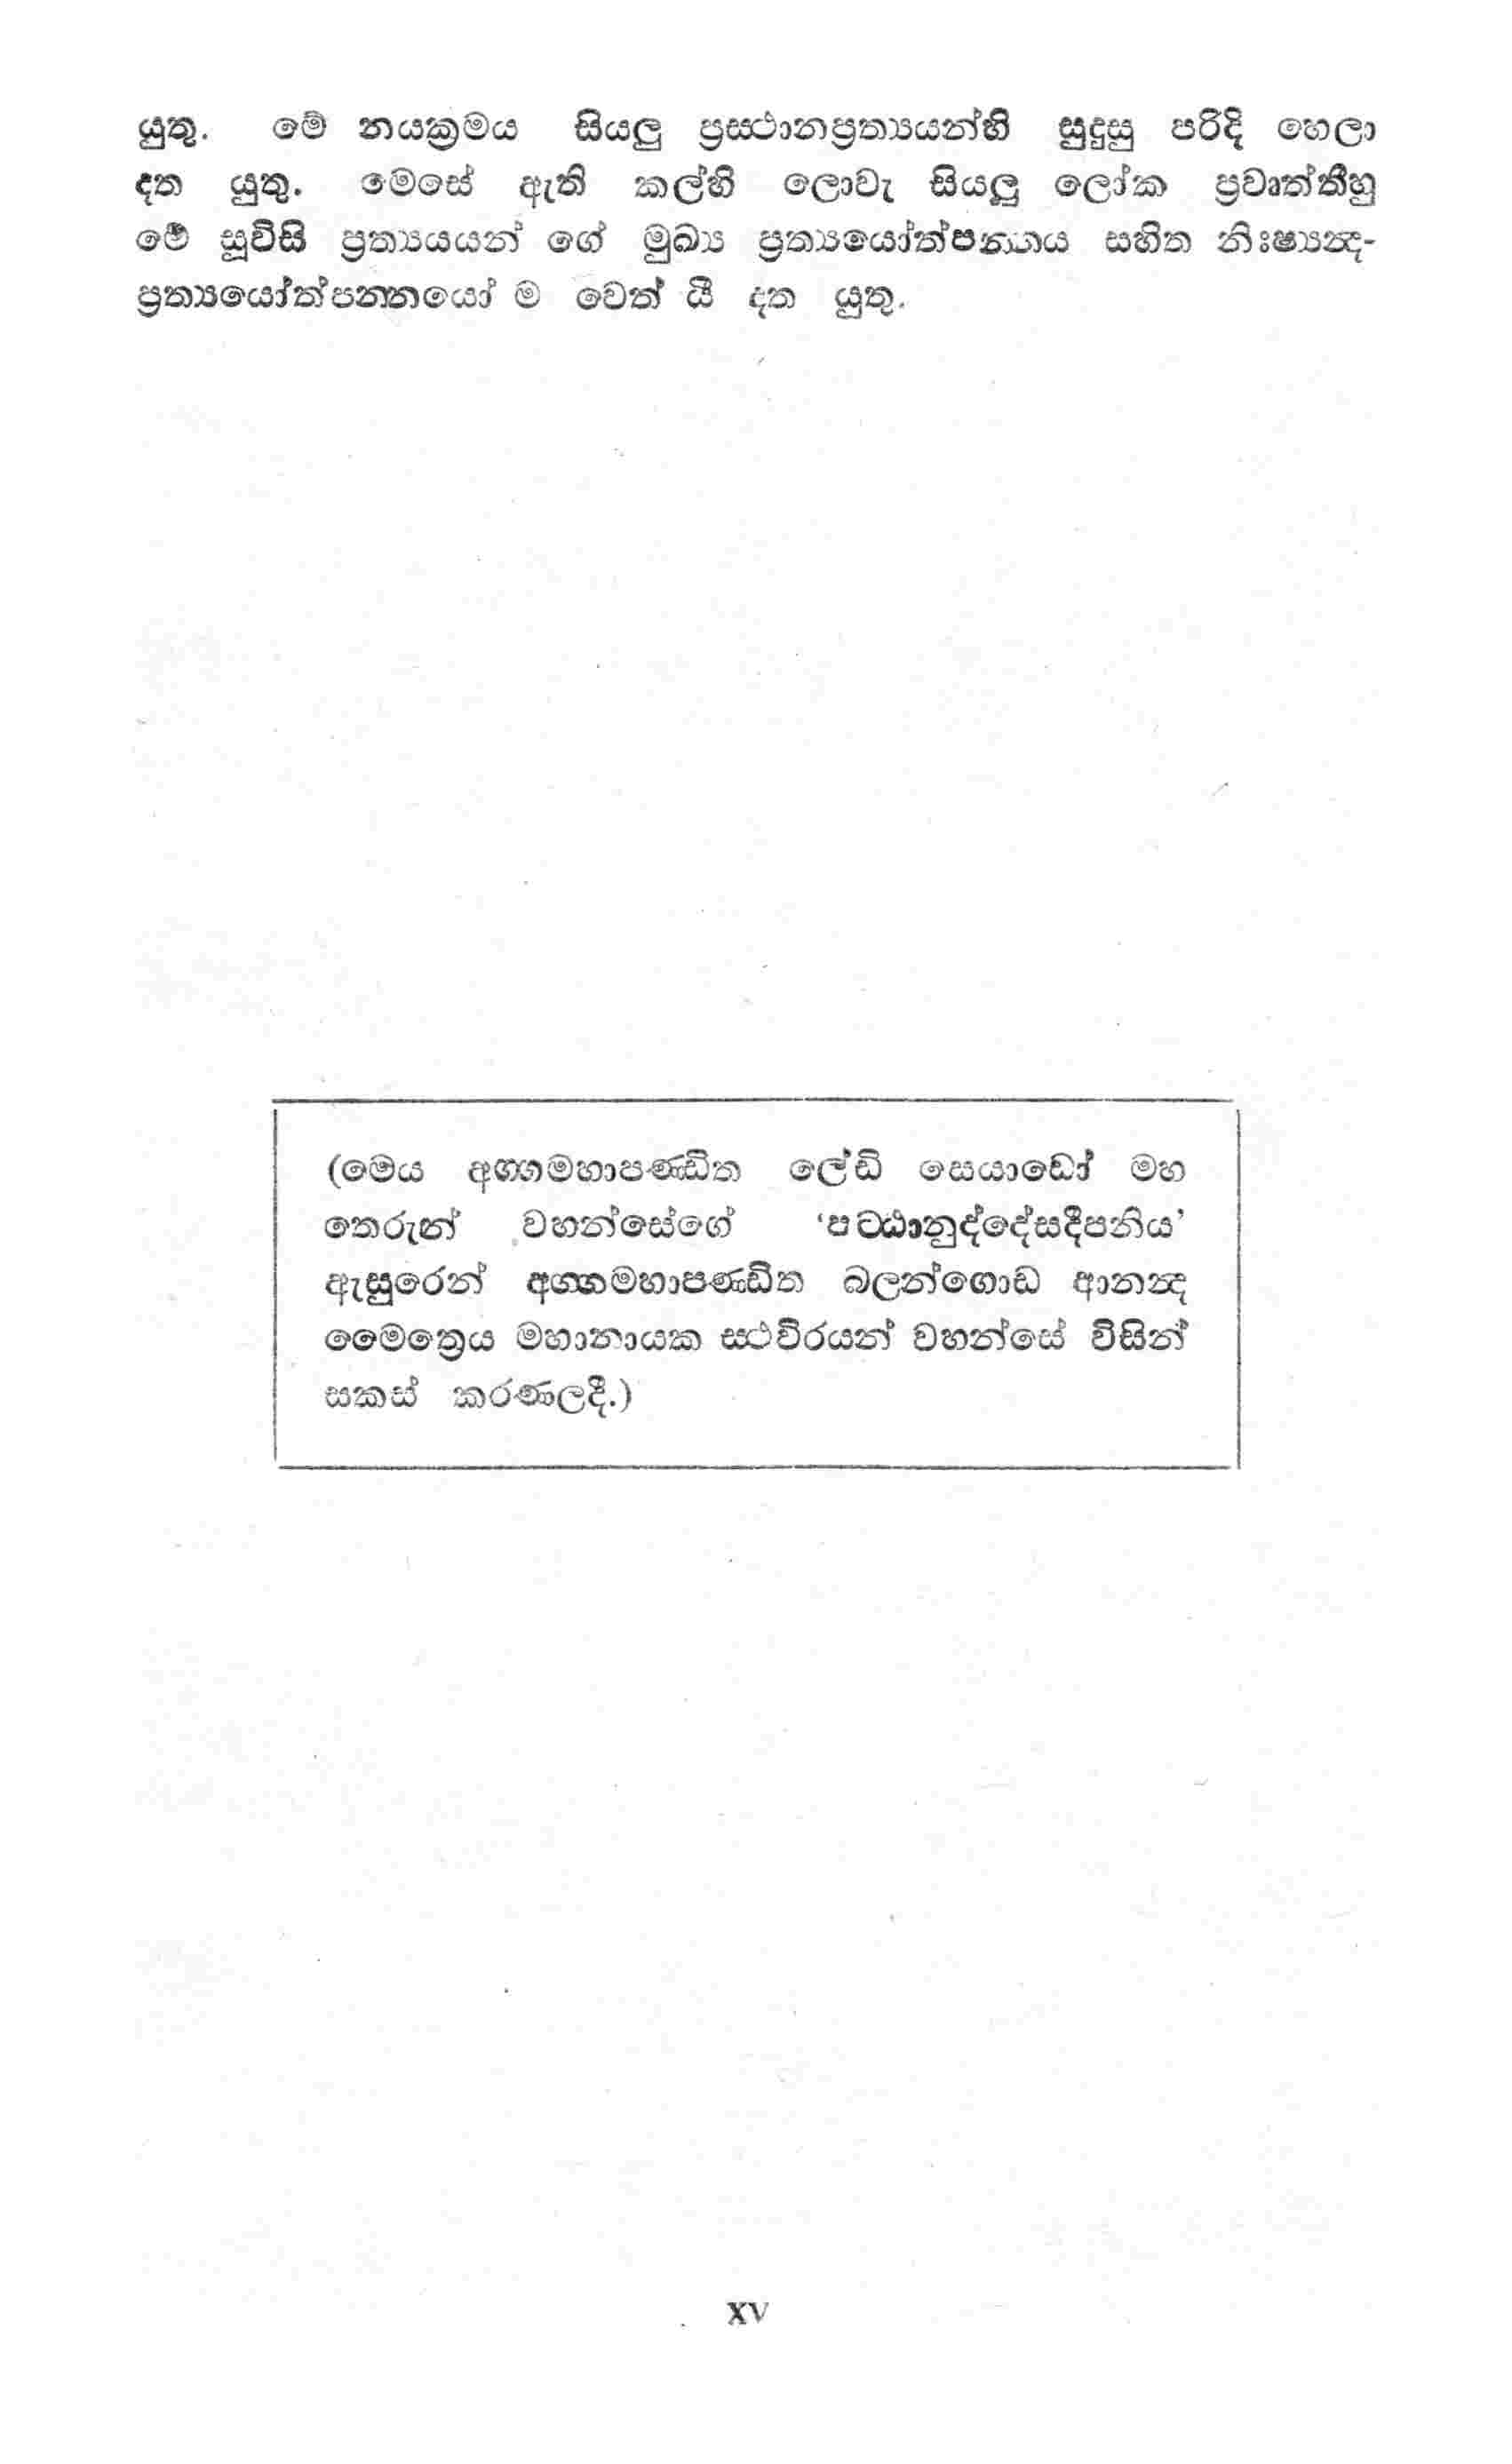 යුතු. මේ නයක්‍රමය සියලු ප්‍රස්ථානප්‍රත්‍යයන්හි සුදුසු පරිදි හෙලා
දත යුතු. මෙසේ ඇති කල්හි ලොවැ සියලු ලෝක ප්‍රවෘත්තීහු
මේ සූවිසි ප්‍රත්‍යයයන් ගේ මුඛ්‍ය ප්‍රත්‍යයෝත්පන්නය සහිත නිඃෂ්‍යන්‍ද-
ප්‍රත්‍යයෝත්පන්නයෝ ම වෙත් යී දත යුතු.
(මෙය අග්‍ගමහාපණ්ඩිත ලේඩි සෙයාඩෝ මහ
තෙරුන් වහන්සේගේ ‘පට්ඨානුද්දේසදීපනිය’
ඇසුරෙන් අග්‍ගමහාපණ්ඩිත බලන්ගොඩ ආනන්‍ද
මෛත්‍රෙය මහානායක ස්ථවිරයන් වහන්සේ විසින්
සකස් කරණලදී.)
XV